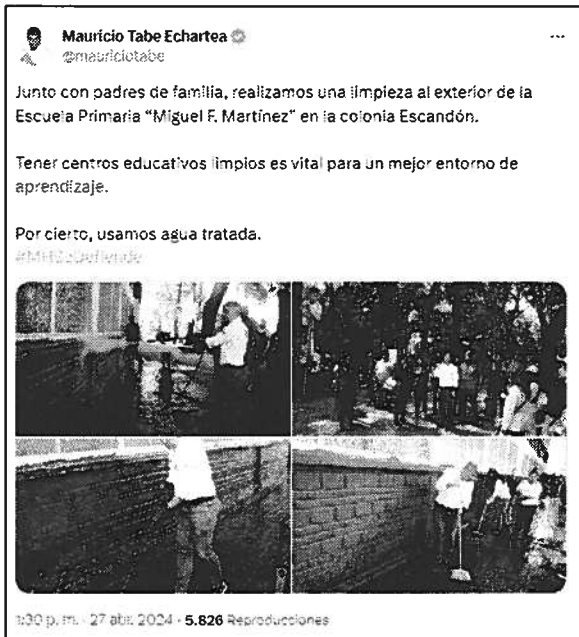 Mauricio Tabe Echartea
@mauriciotabe
Junto con padres de familia, realizamos una limpieza al exterior de la
Escuela Primaria “Miguel F. Martínez” en la colonia Escandón.
Tener centros educativos limpios es vital para un mejor entorno de
aprendizaje.
Por cierto, usamos agua tratada.
1:30 p. m. · 27 abr. 2024 · 5.826 Reproducciones